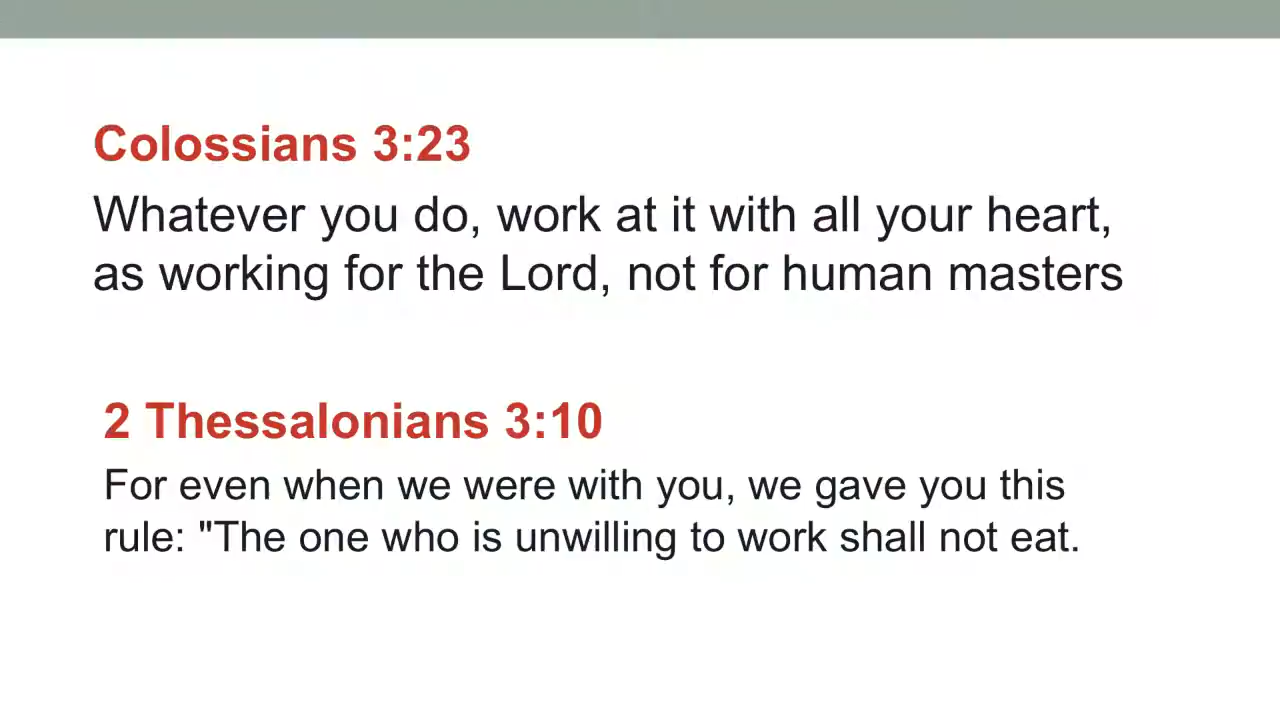 Colossians 3:23
Whatever you do, work at it with all your heart,
as working for the Lord, not for human masters
2 Thessalonians 3:10
For even when we were with you, we gave you this
rule: "The one who is unwilling to work shall not eat.